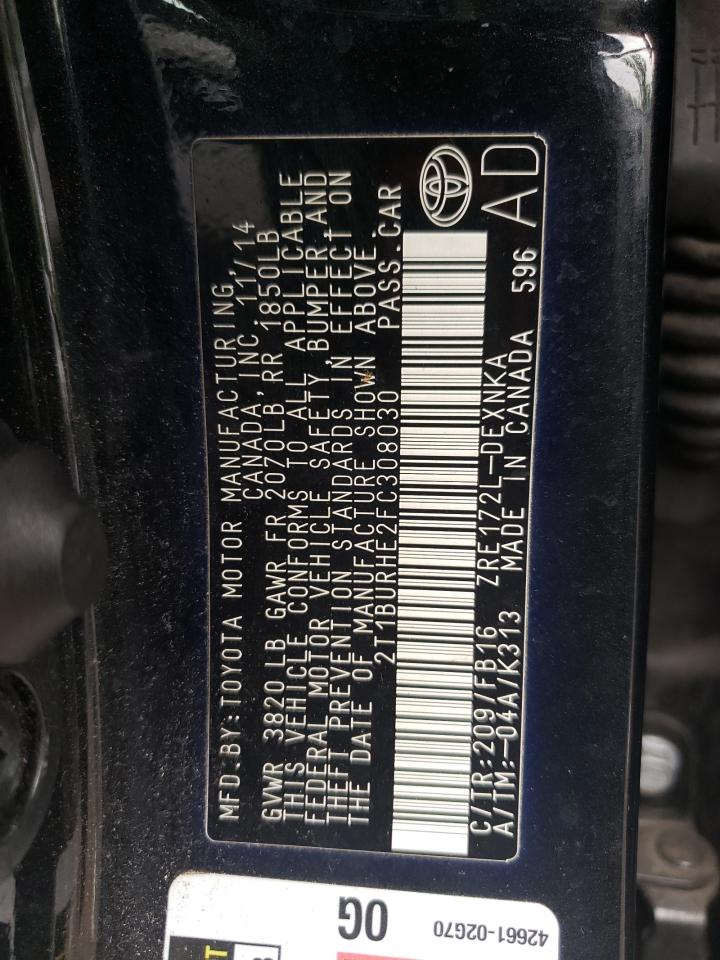 MFD.BY:TOYOTA MOTOR MANUFACTURING,
CANADA, INC. 11/14
GVWR 3820LB GAWR FR 2070LB, RR 1850LB
THIS VEHICLE CONFORMS TO ALL APPLICABLE
FEDERAL MOTOR VEHICLE SAFETY, BUMPER, AND
THEFT PREVENTION STANDARDS IN EFFECT ON
THE DATE OF MANUFACTURE SHOWN ABOVE.
2T1BURHE2FC308030 PASS.CAR
C/TR:209/FB16 ZRE172L-DEXNKA
A/TM:-04A/K313 MADE IN CANADA 596
AD
OG
42661-02G70